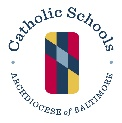 Catholic Schools
ARCHDIOCESE of BALTIMORE